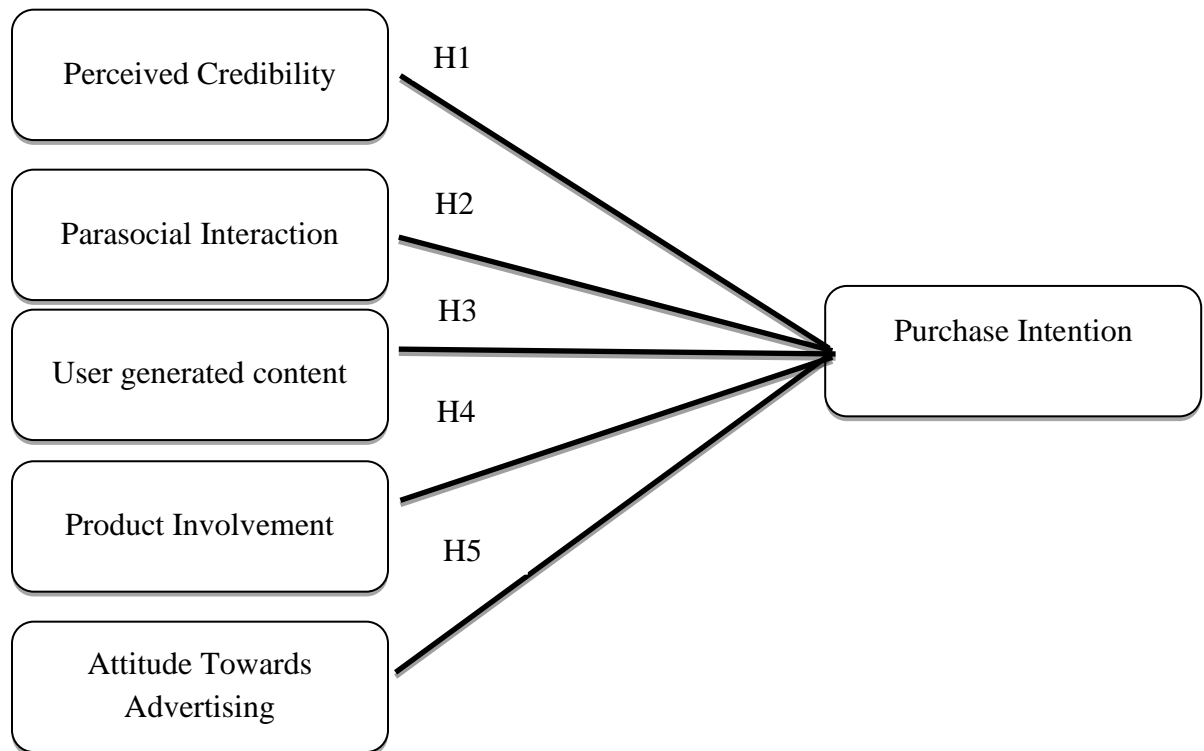 Perceived Credibility
H1
Parasocial Interaction
H2
User generated content
H3
Purchase Intention
Product Involvement
H4
Attitude Towards
Advertising
H5